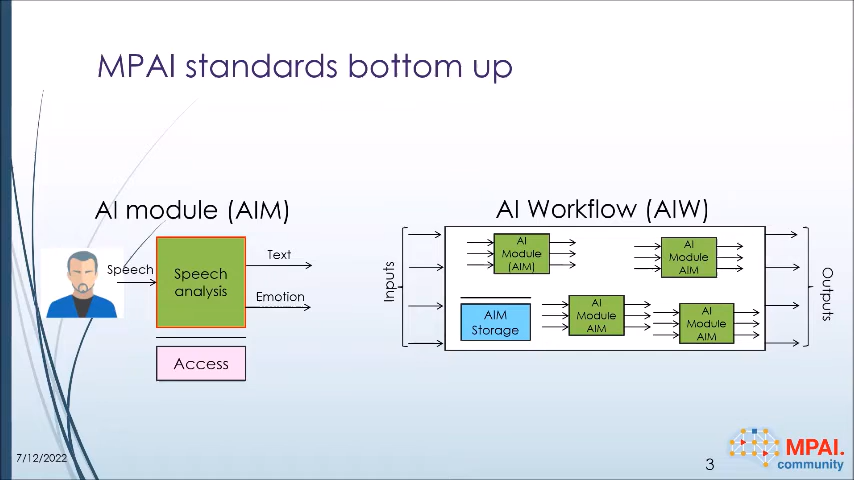 MPAI standards bottom up
AI module (AIM)
Speech
Speech
analysis
Text
Emotion
Access
AI Workflow (AIW)
Inputs
AI
Module
(AIM)
AI
Module
AIM
AIM
Storage
AI
Module
AIM
AI
Module
AIM
Outputs
7/12/2022
3
MPAI.
community